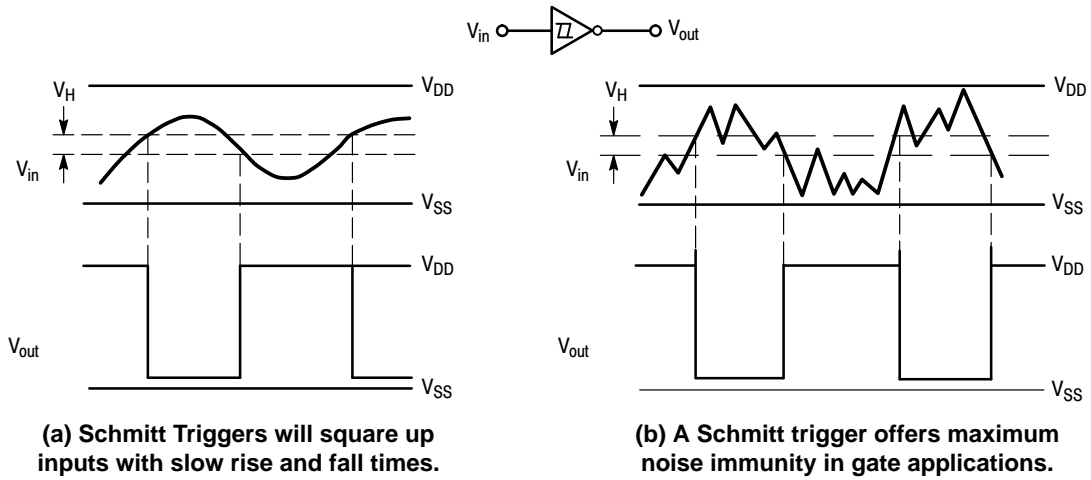 Vin Vout
VH VDD
Vin
VSS
VDD
Vout
VSS
(a) Schmitt Triggers will square up
inputs with slow rise and fall times.
VH VDD
Vin
VSS
VDD
Vout
VSS
(b) A Schmitt trigger offers maximum
noise immunity in gate applications.